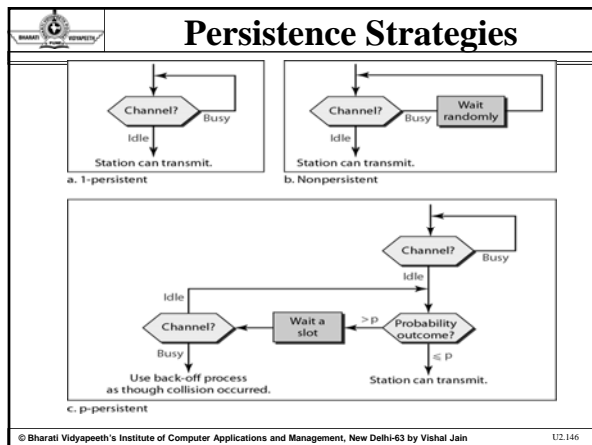 BHARATI
VIDYAPEETH
PUNE
Persistence Strategies
Channel?
Busy
Idle
Station can transmit.
a. 1-persistent
Channel?
Busy
Wait
randomly
Idle
Station can transmit.
b. Nonpersistent
Channel?
Busy
Idle
Idle
Channel?
Wait a
slot
>p
Probability
outcome?
Busy
≤ p
Use back-off process
as though collision occurred.
Station can transmit.
c. p-persistent
© Bharati Vidyapeeth's Institute of Computer Applications and Management, New Delhi-63 by Vishal Jain U2.146